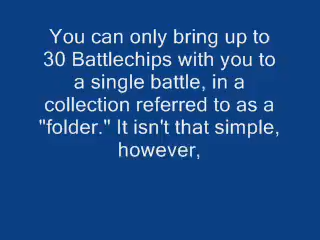 You can only bring up to
30 Battlechips with you to
a single battle, in a
collection referred to as a
"folder." It isn't that simple,
however,